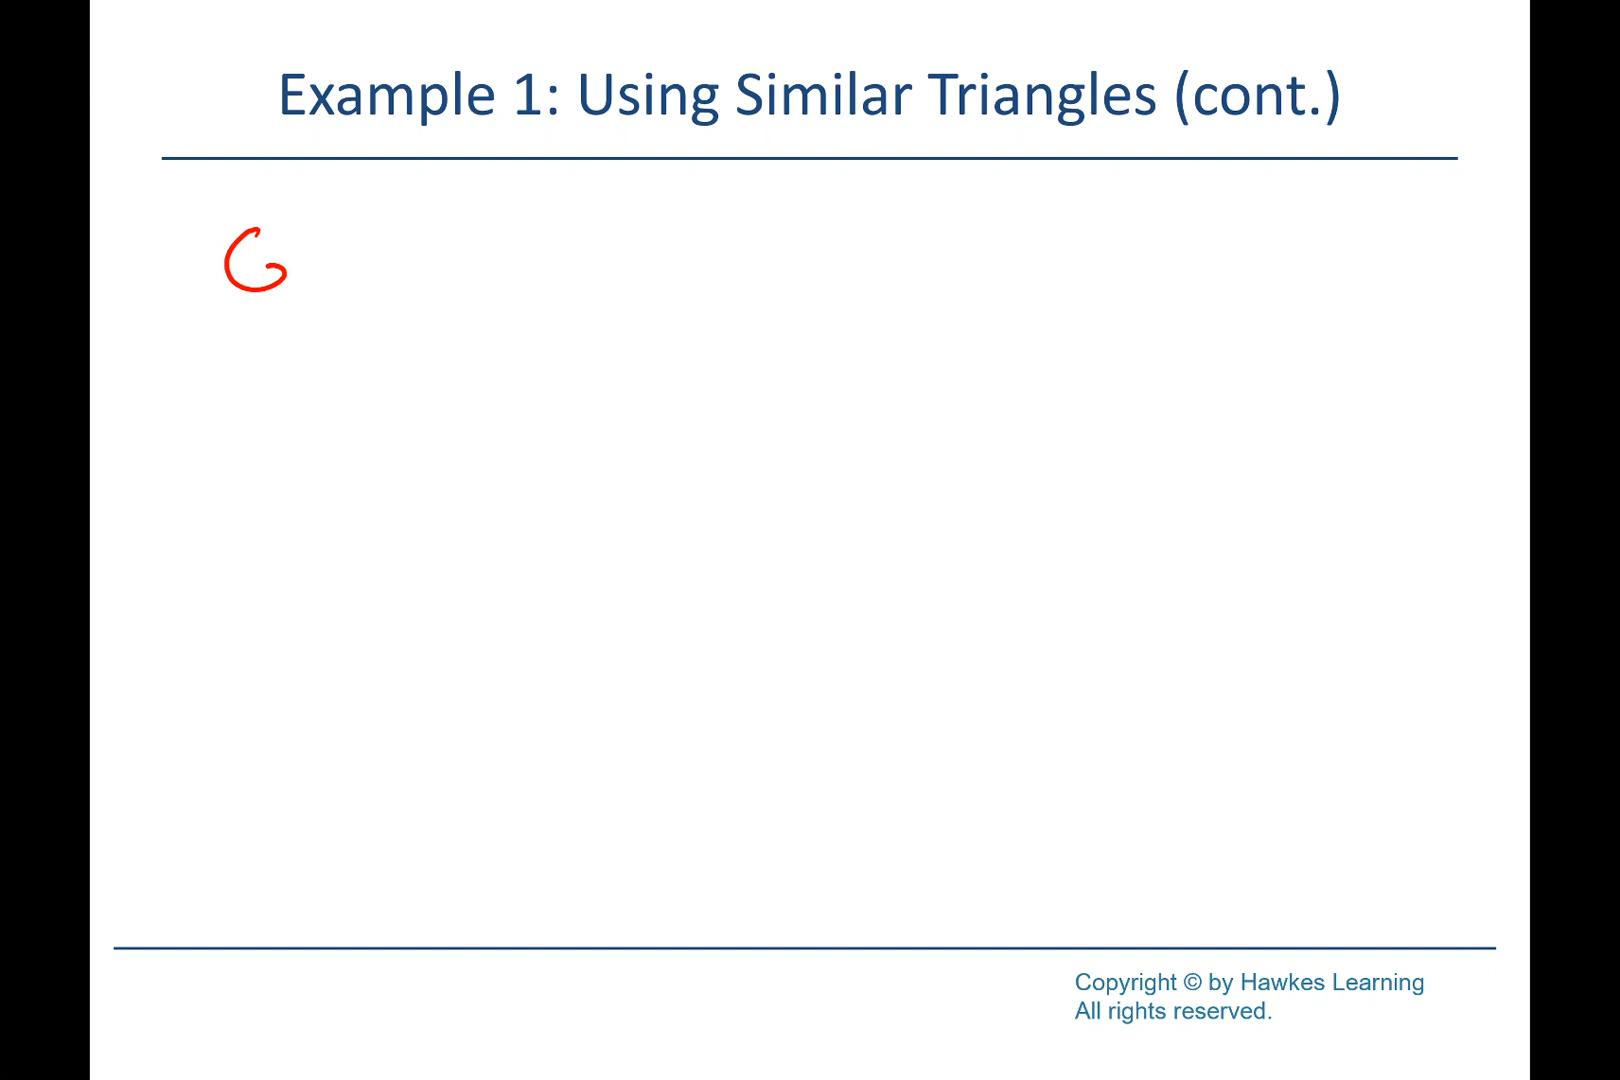 Example 1: Using Similar Triangles (cont.)
Copyright © by Hawkes Learning
All rights reserved.